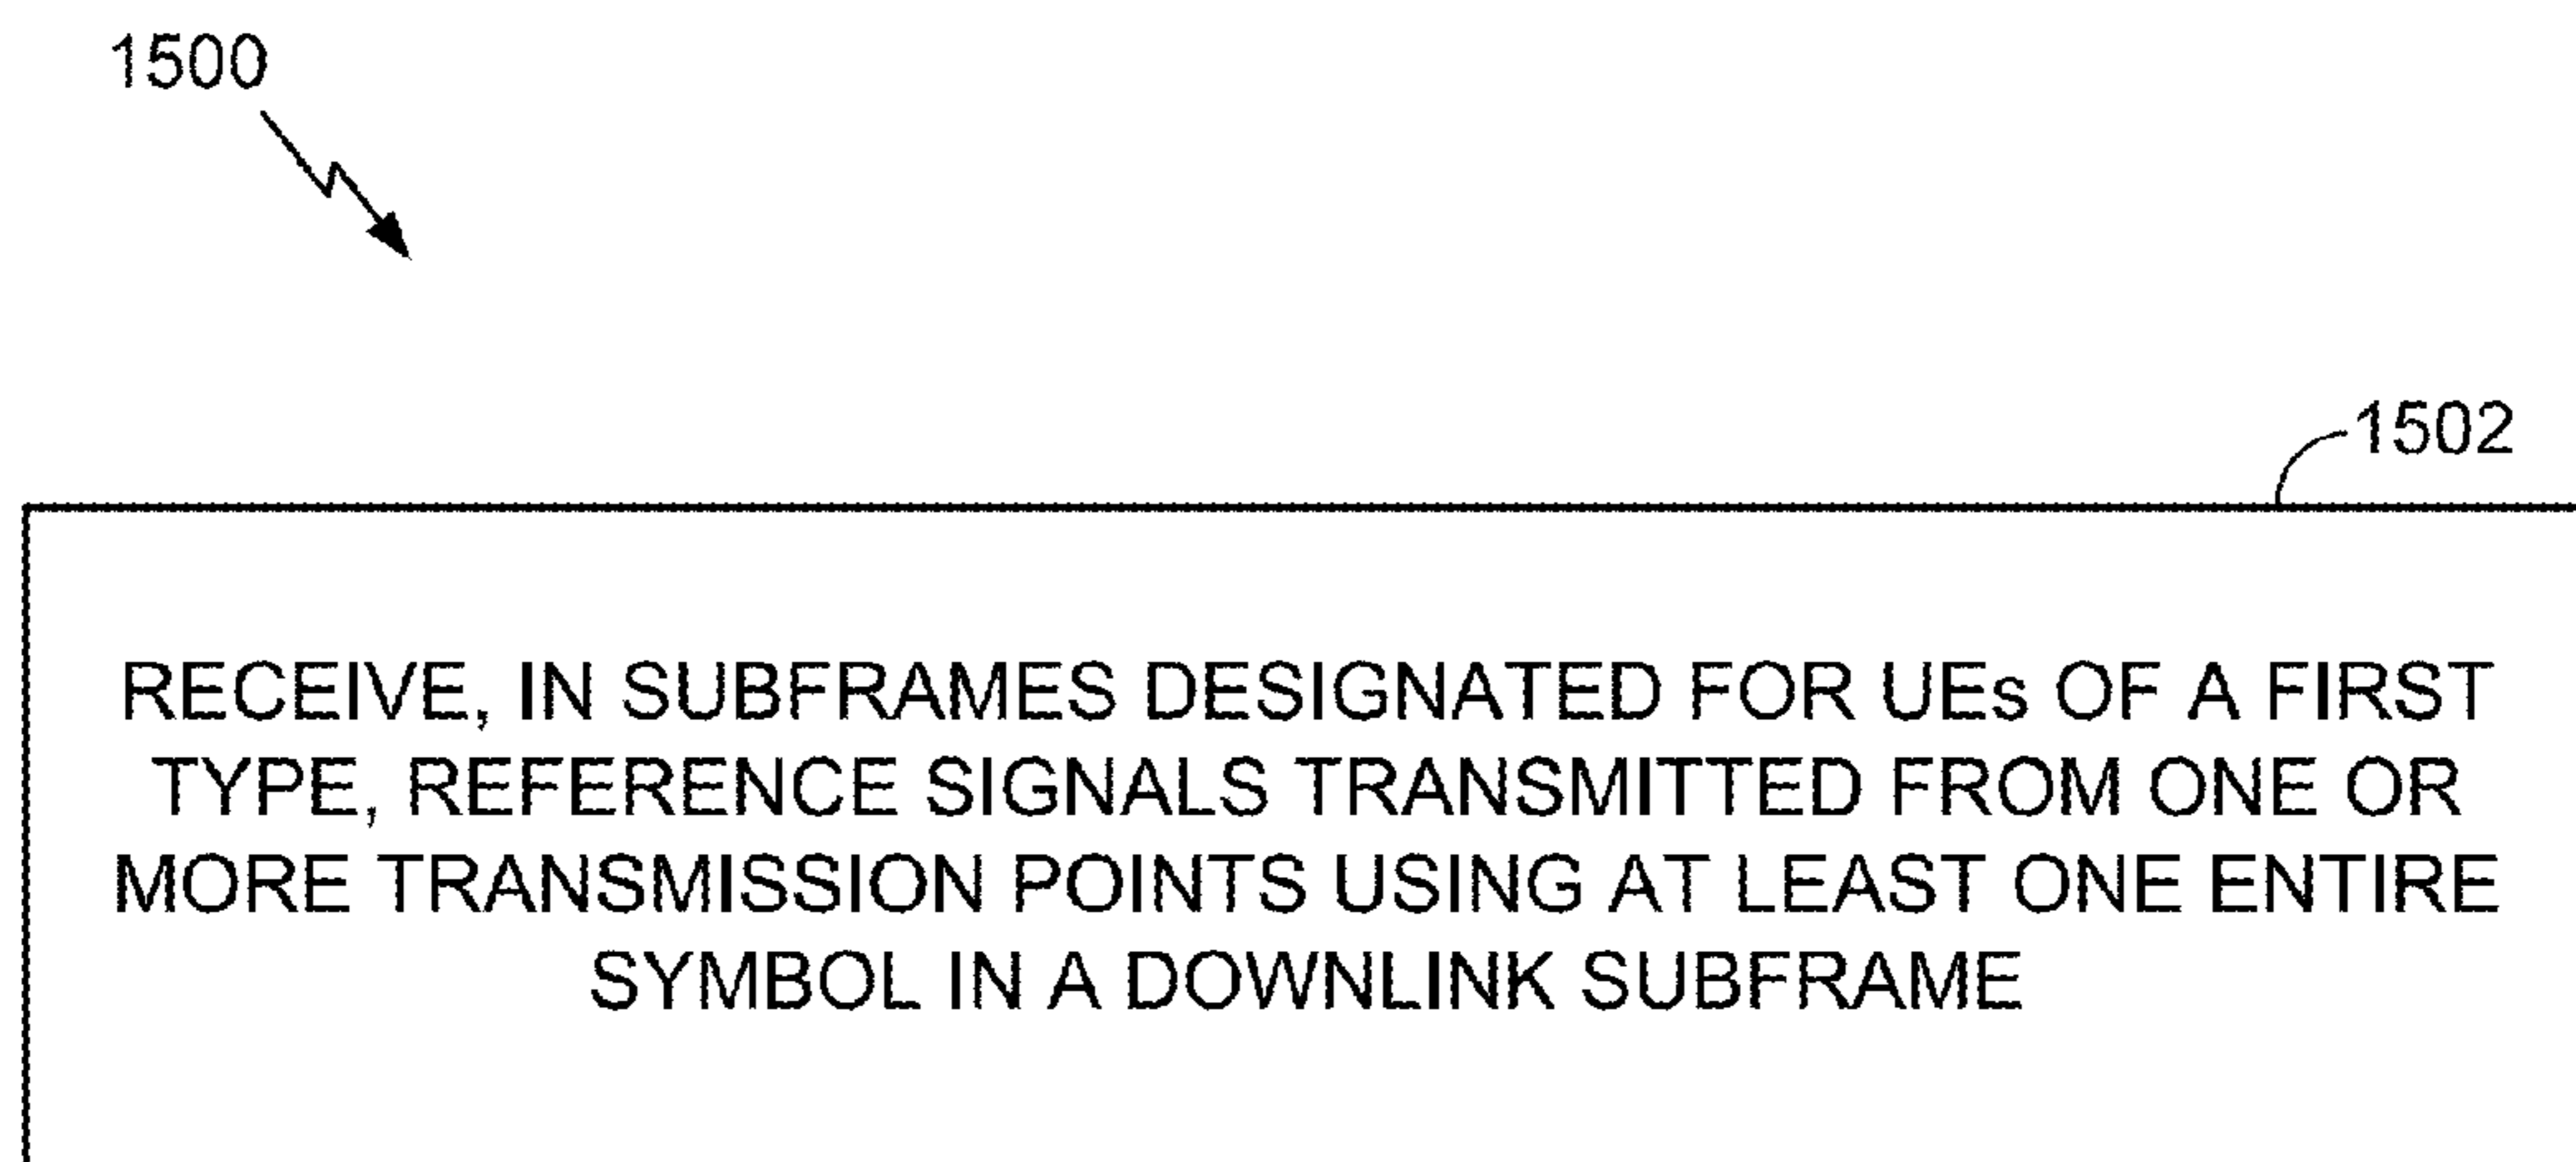 1500
1502
RECEIVE, IN SUBFRAMES DESIGNATED FOR UEs OF A FIRST
TYPE, REFERENCE SIGNALS TRANSMITTED FROM ONE OR
MORE TRANSMISSION POINTS USING AT LEAST ONE ENTIRE
SYMBOL IN A DOWNLINK SUBFRAME